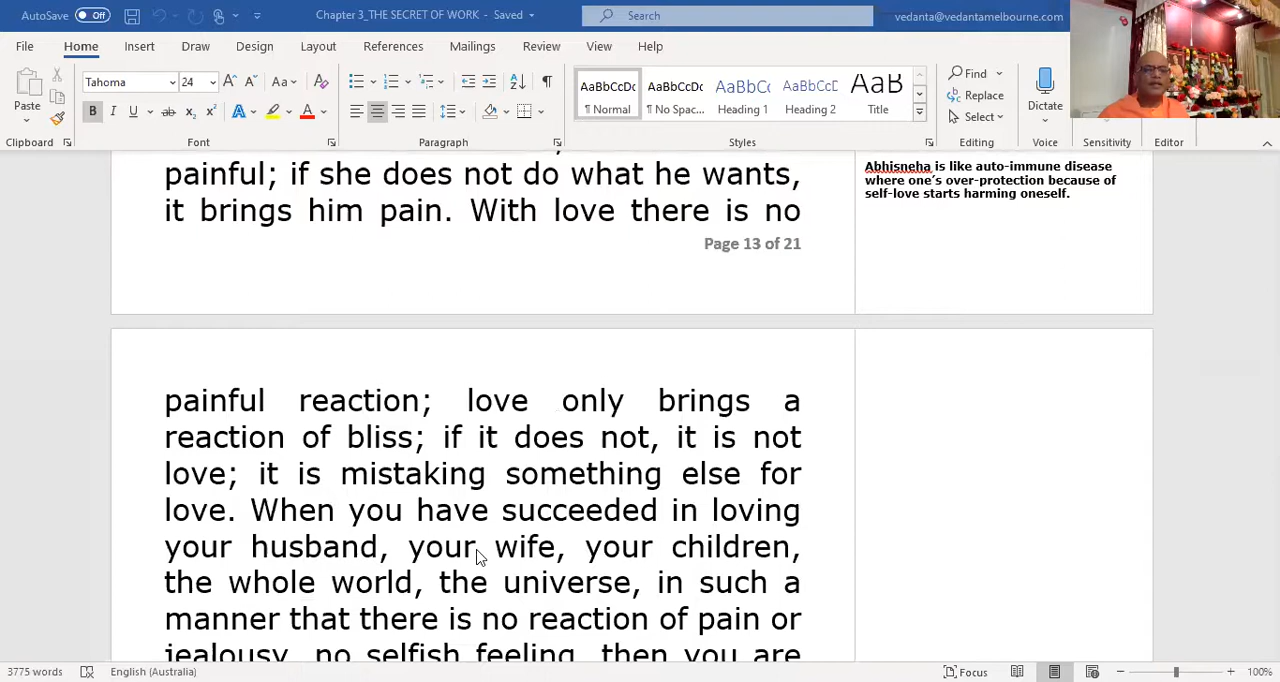 AutoSave Off Chapter 3_THE SECRET OF WORK - Saved Search vedanta@vedantamelbourne.com
File Home Insert Draw Design Layout References Mailings Review View Help
Paste Tahoma 24 Aa AaBbCcDc AaBbCcDc AaBbCc AaBbCcD AaB Find Dictate
Replace
B I U ab x₂ x² A A ¶ Normal ¶ No Spac... Heading 1 Heading 2 Title Select
Clipboard Font Paragraph Styles Editing Voice Sensitivity Editor
painful; if she does not do what he wants,
it brings him pain. With love there is no
Page 13 of 21
Abhisneha is like auto-immune disease
where one's over-protection because of
self-love starts harming oneself.
painful reaction; love only brings a
reaction of bliss; if it does not, it is not
love; it is mistaking something else for
love. When you have succeeded in loving
your husband, your wife, your children,
the whole world, the universe, in such a
manner that there is no reaction of pain or
jealousy, no selfish feeling, then you are
3775 words English (Australia) Focus 100%